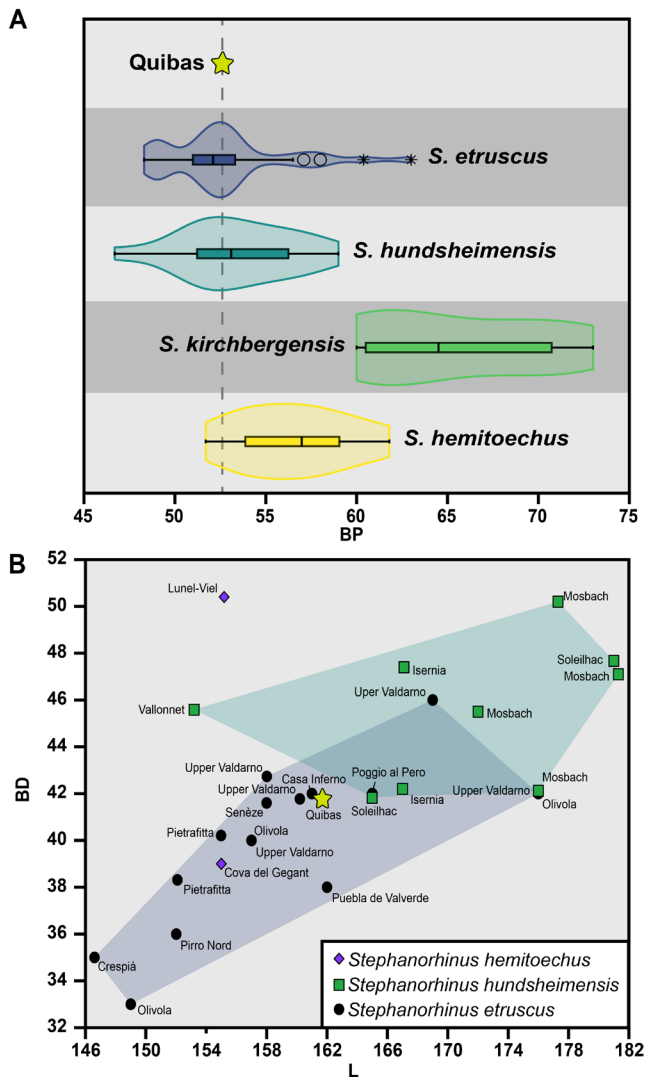 A
Quibas
S. etruscus
S. hundsheimensis
S. kirchbergensis
S. hemitoechus
45 50 55 60 65 70 75
BP
B
52
50
48
46
44
42
40
38
36
34
33
32
BD
Lunel-Viel
Mosbach
Soleilhac
Mosbach
Isernia
Uper Valdarno
Vallonnet
Mosbach
Upper Valdarno
Casa Inferno
Poggio al Pero
Mosbach
Upper Valdarno
Upper Valdarno
Olivola
Isernia
Senèze
Quibas
Soleilhac
Pietrafitta
Olivola
Upper Valdarno
Cova del Gegant
Pietrafitta
Puebla de Valverde
Pirro Nord
Crespià
Olivola
Stephanorhinus hemitoechus
Stephanorhinus hundsheimensis
Stephanorhinus etruscus
146 150 154 158 162 166 170 174 178 182
L